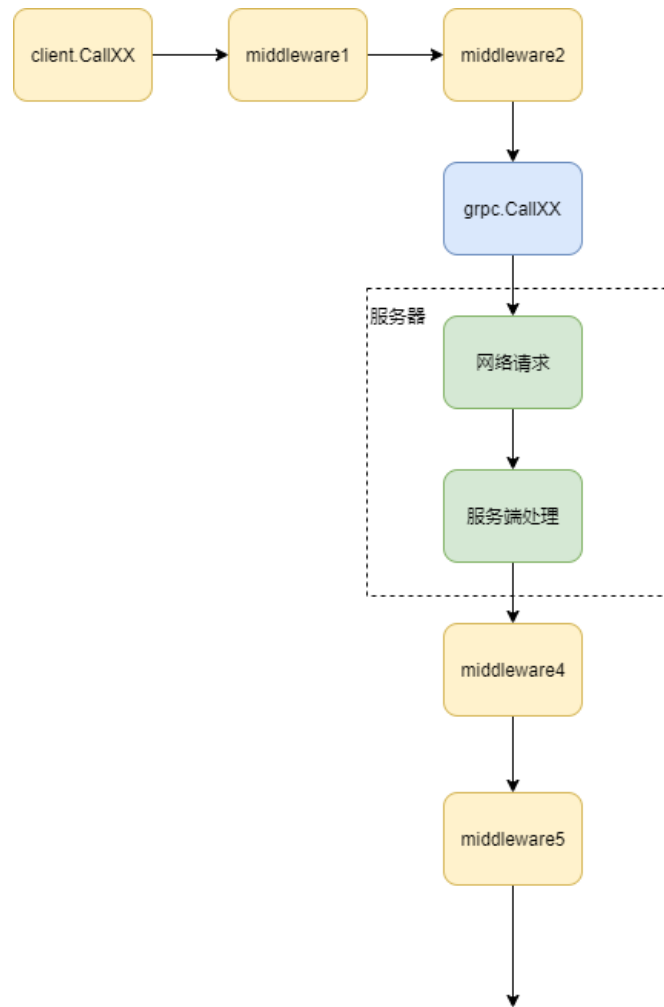 client.CallXX
middleware1
middleware2
grpc.CallXX
服务器
网络请求
服务端处理
middleware4
middleware5